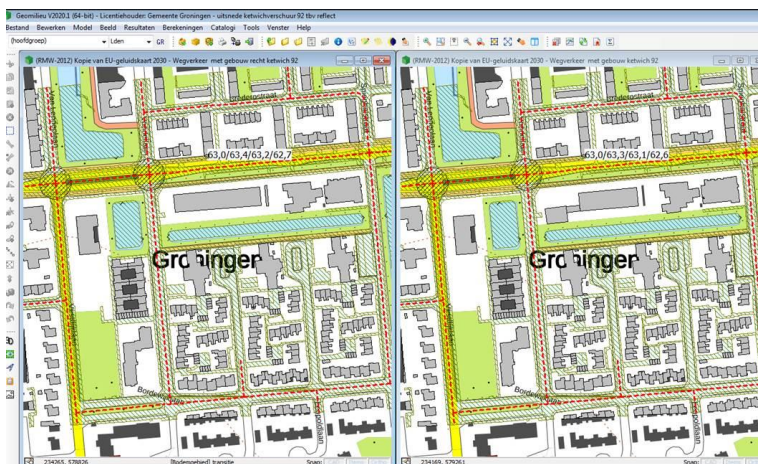 Geomilieu V2020.1 (64-bit) - Licentiehouder: Gemeente Groningen - uitsnede ketwichverschuur 92 tbv reflect
Bestand Bewerken Model Beeld Resultaten Berekeningen Catalogi Tools Venster Help
(hoofdgroep) Lden GR
(RMW-2012) Kopie van EU-geluidskaart 2030 - Wegverkeer met gebouw recht ketwich 92
63,0/63,4/63,2/62,7
Groningen
234265, 578826 [Bodemgebied] transitie Snap:
(RMW-2012) Kopie van EU-geluidskaart 2030 - Wegverkeer met gebouw ketwich 92
63,0/63,3/63,1/62,6
Groningen
234169, 579261 Snap: